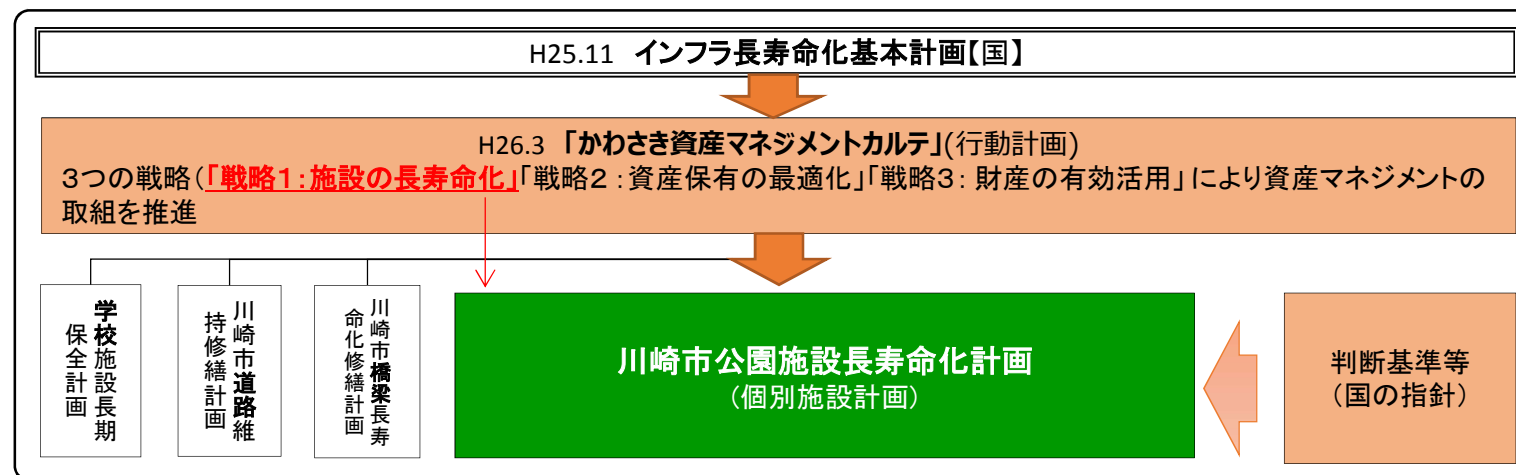 H25.11 インフラ長寿命化基本計画【国】
H26.3 「かわさき資産マネジメントカルテ」(行動計画)
3つの戦略(「戦略1:施設の長寿命化」「戦略2:資産保有の最適化」「戦略3:財産の有効活用」により資産マネジメントの
取組を推進
学校施設長期
保全計画
川崎市道路維
持修繕計画
川崎市橋梁長寿
命化修繕計画
川崎市公園施設長寿命化計画
(個別施設計画)
判断基準等
(国の指針)